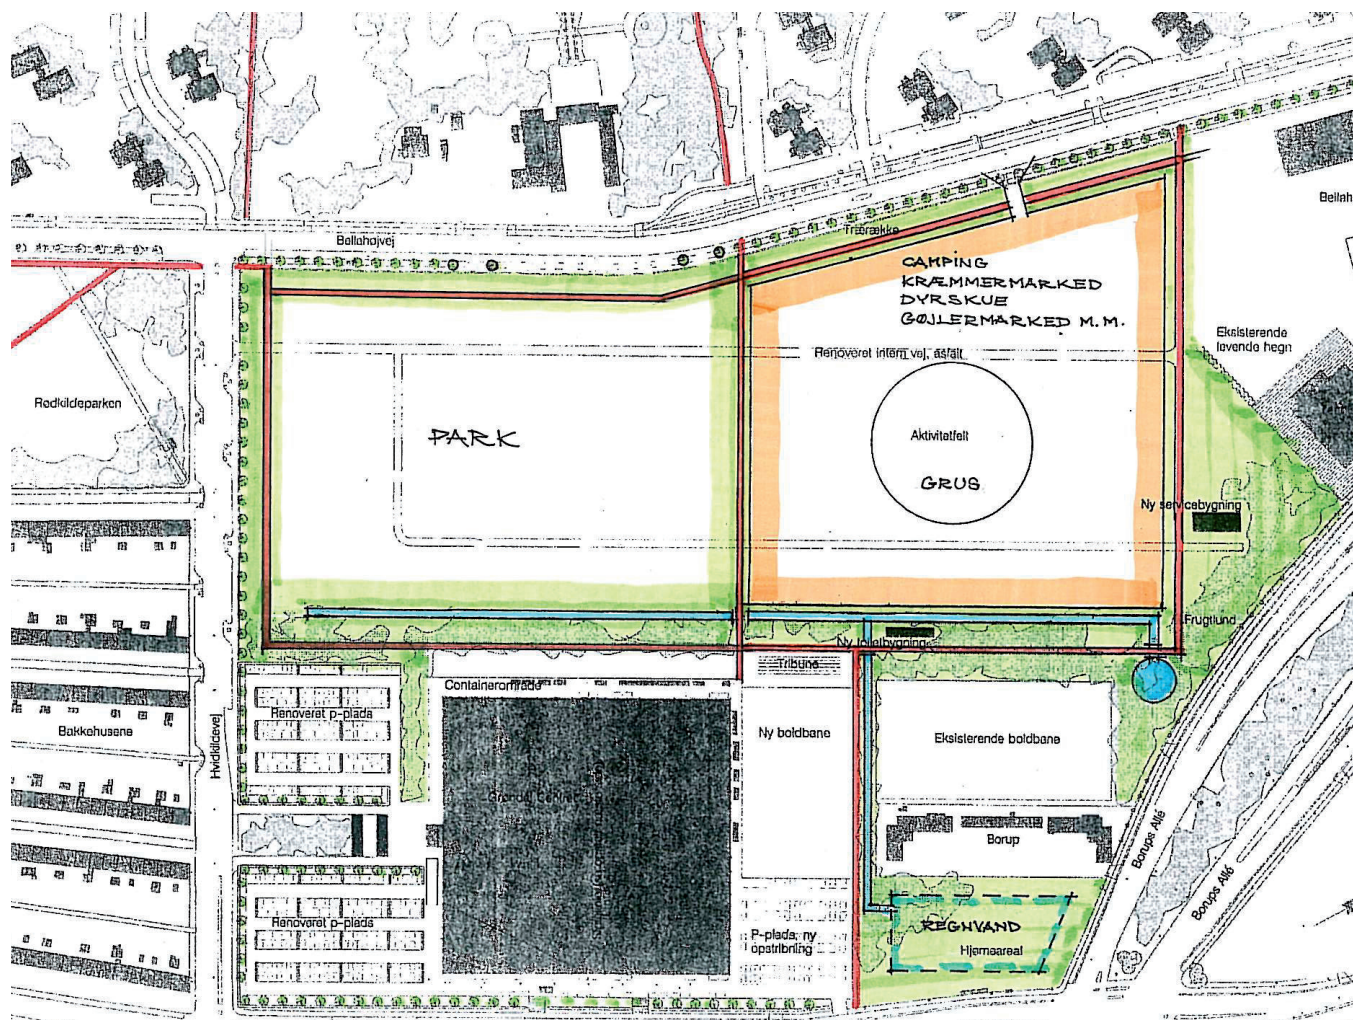 Bellahøjvej
Trærække
Bellah
CAMPING
KRÆMMERMARKED
DYRSKUE
GØJLERMARKED M.M.
Eksisterende
levende hegn
Renoveret intern vej, asfalt
Rødkildeparken
PARK
Aktivitetfelt
GRUS
Ny servicebygning
Frugtlund
Ny toiletbygning
Tribune
Containerområde
Renoveret p-plads
Bakkehusene
Hvidkildevej
Ny boldbane
Eksisterende boldbane
Borup
Borups Allé
Borups Allé
Renoveret p-plads
P-plads, ny
opstribning
REGNVAND
Hjørneareal